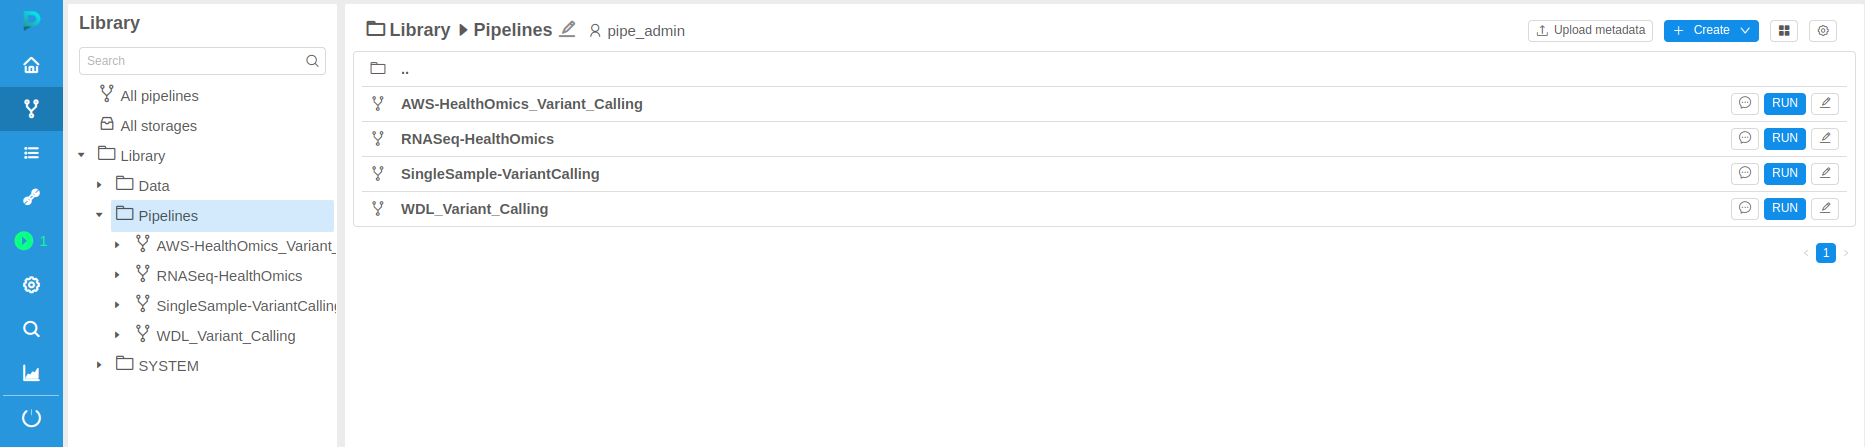 Library
Search
All pipelines
All storages
Library
Data
Pipelines
AWS-HealthOmics_Variant_
RNASeq-HealthOmics
SingleSample-VariantCalling
WDL_Variant_Calling
SYSTEM
1
Library Pipelines pipe_admin
Upload metadata
+ Create
..
AWS-HealthOmics_Variant_Calling RUN
RNASeq-HealthOmics RUN
SingleSample-VariantCalling RUN
WDL_Variant_Calling RUN
< 1 >